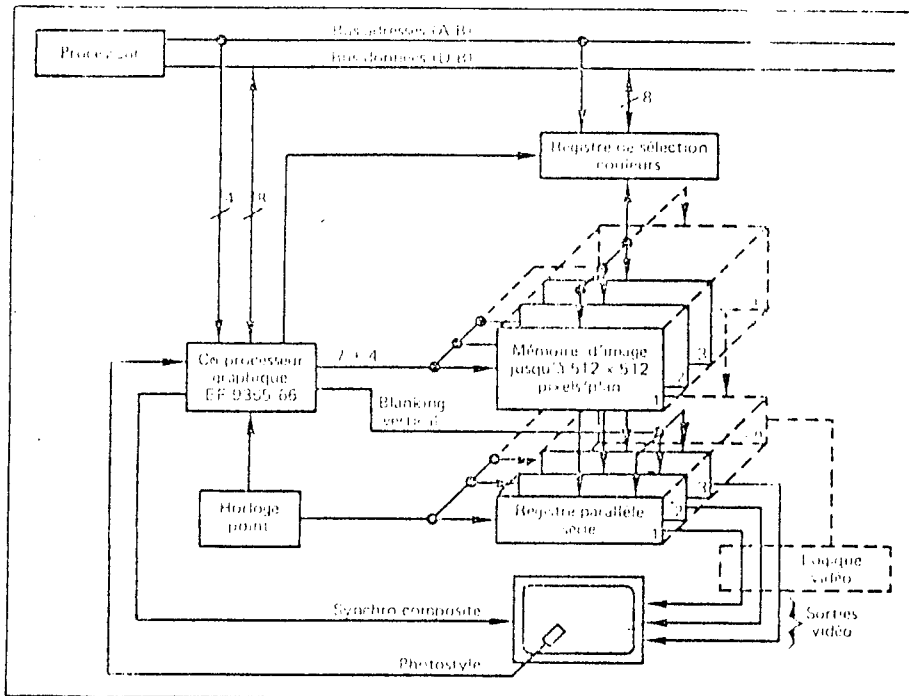 Bus adresses (A.B)
Processeur
Bus données (D.B)
8
Registre de sélection
couleurs
4
8
Co-processeur
graphique
EF 9365-66
7 + 4
Mémoire d'image
jusqu'à 512 x 512
pixels/plan
1
2
3
Blanking
vertical
Horloge
point
Registre parallèle
série
1
2
3
Logique
vidéo
Synchro composite
Sorties
vidéo
Photostyle